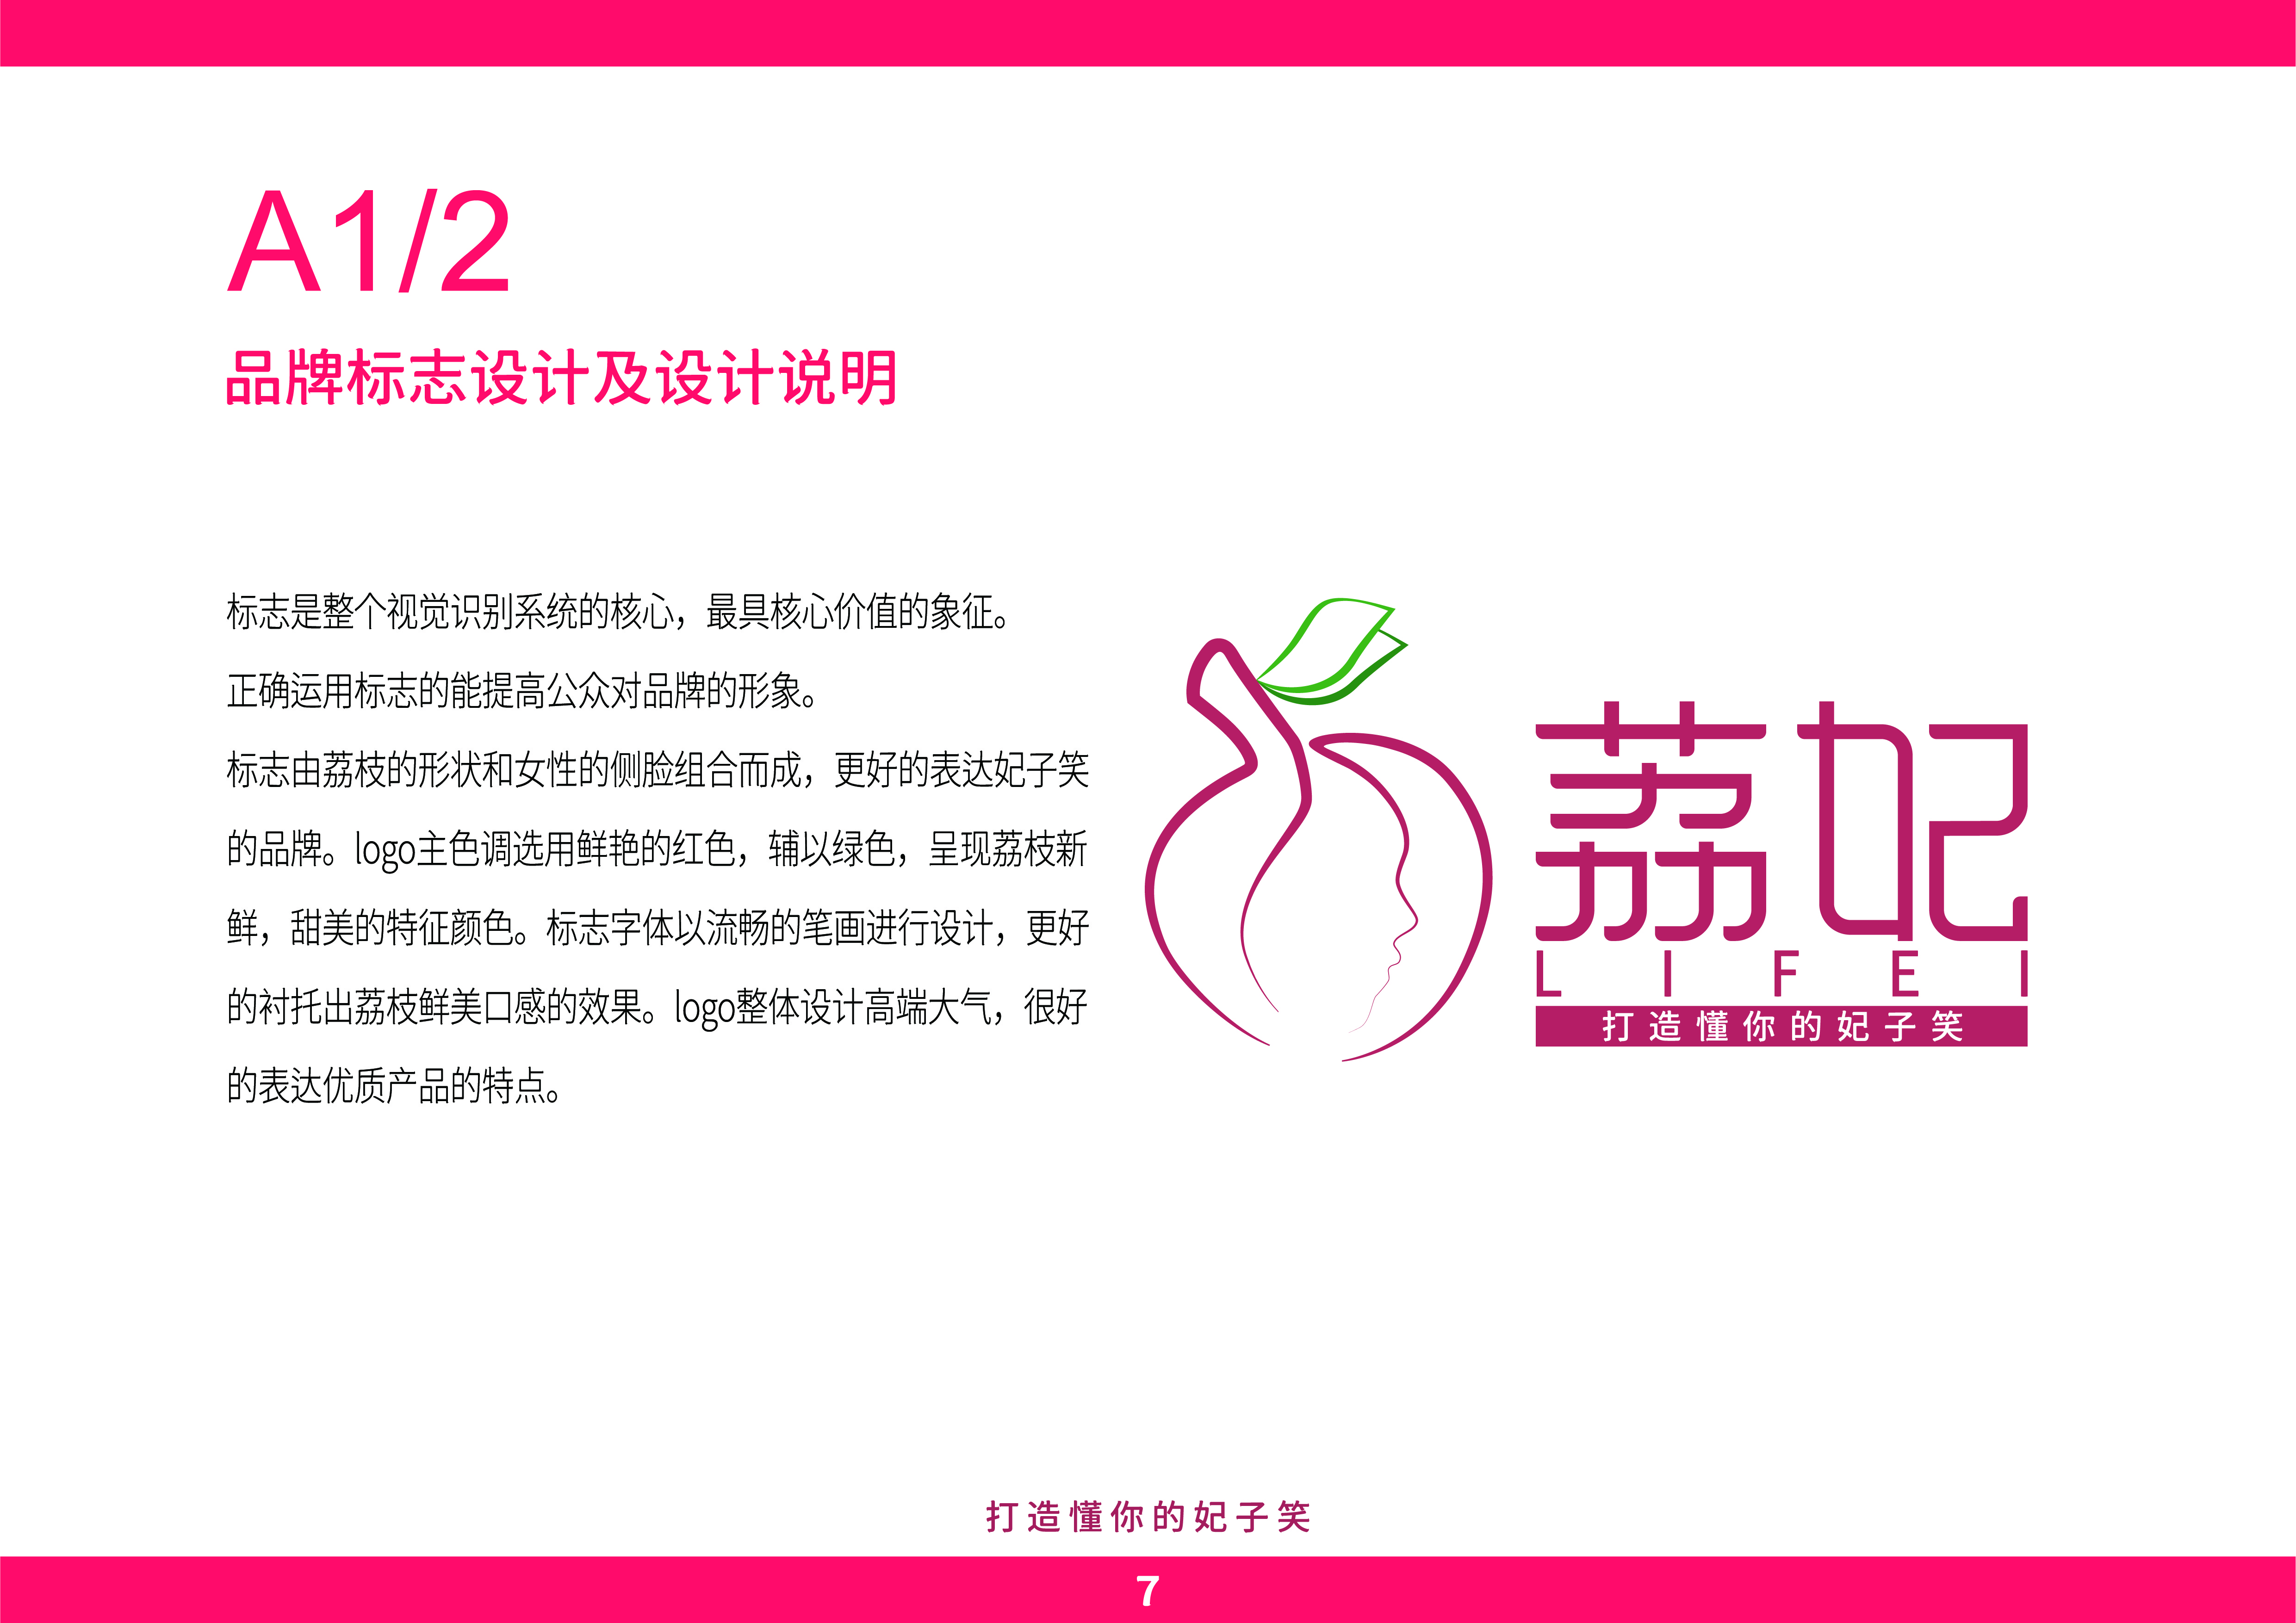 A1/2
品牌标志设计及设计说明
标志是整个视觉识别系统的核心，最具核心价值的象征。
正确运用标志的能提高公众对品牌的形象。
标志由荔枝的形状和女性的侧脸组合而成，更好的表达妃子笑
的品牌。logo主色调选用鲜艳的红色，辅以绿色，呈现荔枝新
鲜，甜美的特征颜色。标志字体以流畅的笔画进行设计，更好
的衬托出荔枝鲜美口感的效果。logo整体设计高端大气，很好
的表达优质产品的特点。
荔妃
LIFEI
打造懂你的妃子笑
打造懂你的妃子笑
7